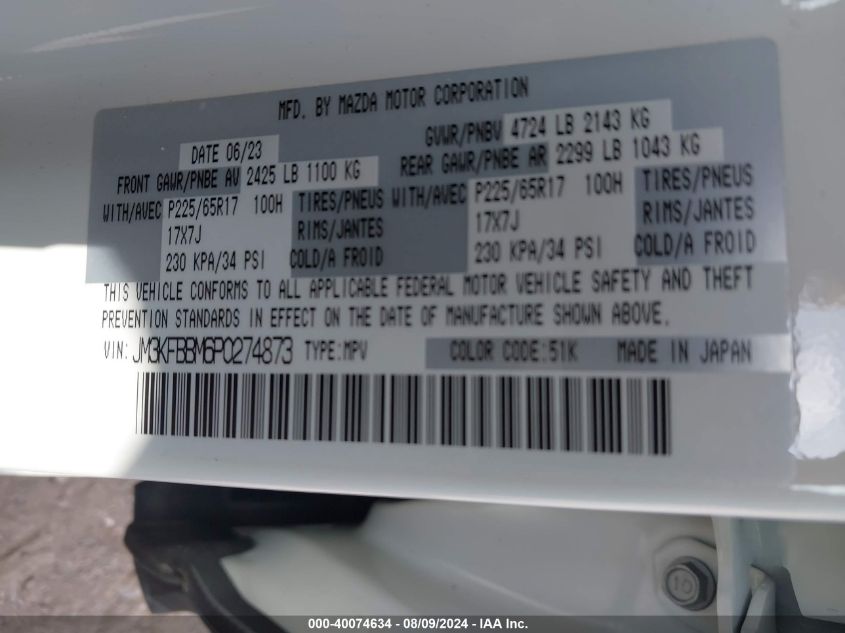 MFD. BY MAZDA MOTOR CORPORATION
DATE 06/23 GVWR/PNBV 4724 LB 2143 KG
FRONT GAWR/PNBE AV 2425 LB 1100 KG REAR GAWR/PNBE AR 2299 LB 1043 KG
WITH/AVEC P225/65R17 100H TIRES/PNEUS WITH/AVEC P225/65R17 100H TIRES/PNEUS
17X7J RIMS/JANTES 17X7J RIMS/JANTES
230 KPA/34 PSI COLD/A FROID 230 KPA/34 PSI COLD/A FROID
THIS VEHICLE CONFORMS TO ALL APPLICABLE FEDERAL MOTOR VEHICLE SAFETY AND THEFT
PREVENTION STANDARDS IN EFFECT ON THE DATE OF MANUFACTURE SHOWN ABOVE.
VIN: JM3KFBBM6P0274873 TYPE:MPV COLOR CODE:51K MADE IN JAPAN
10
000-40074634 - 08/09/2024 - IAA Inc.